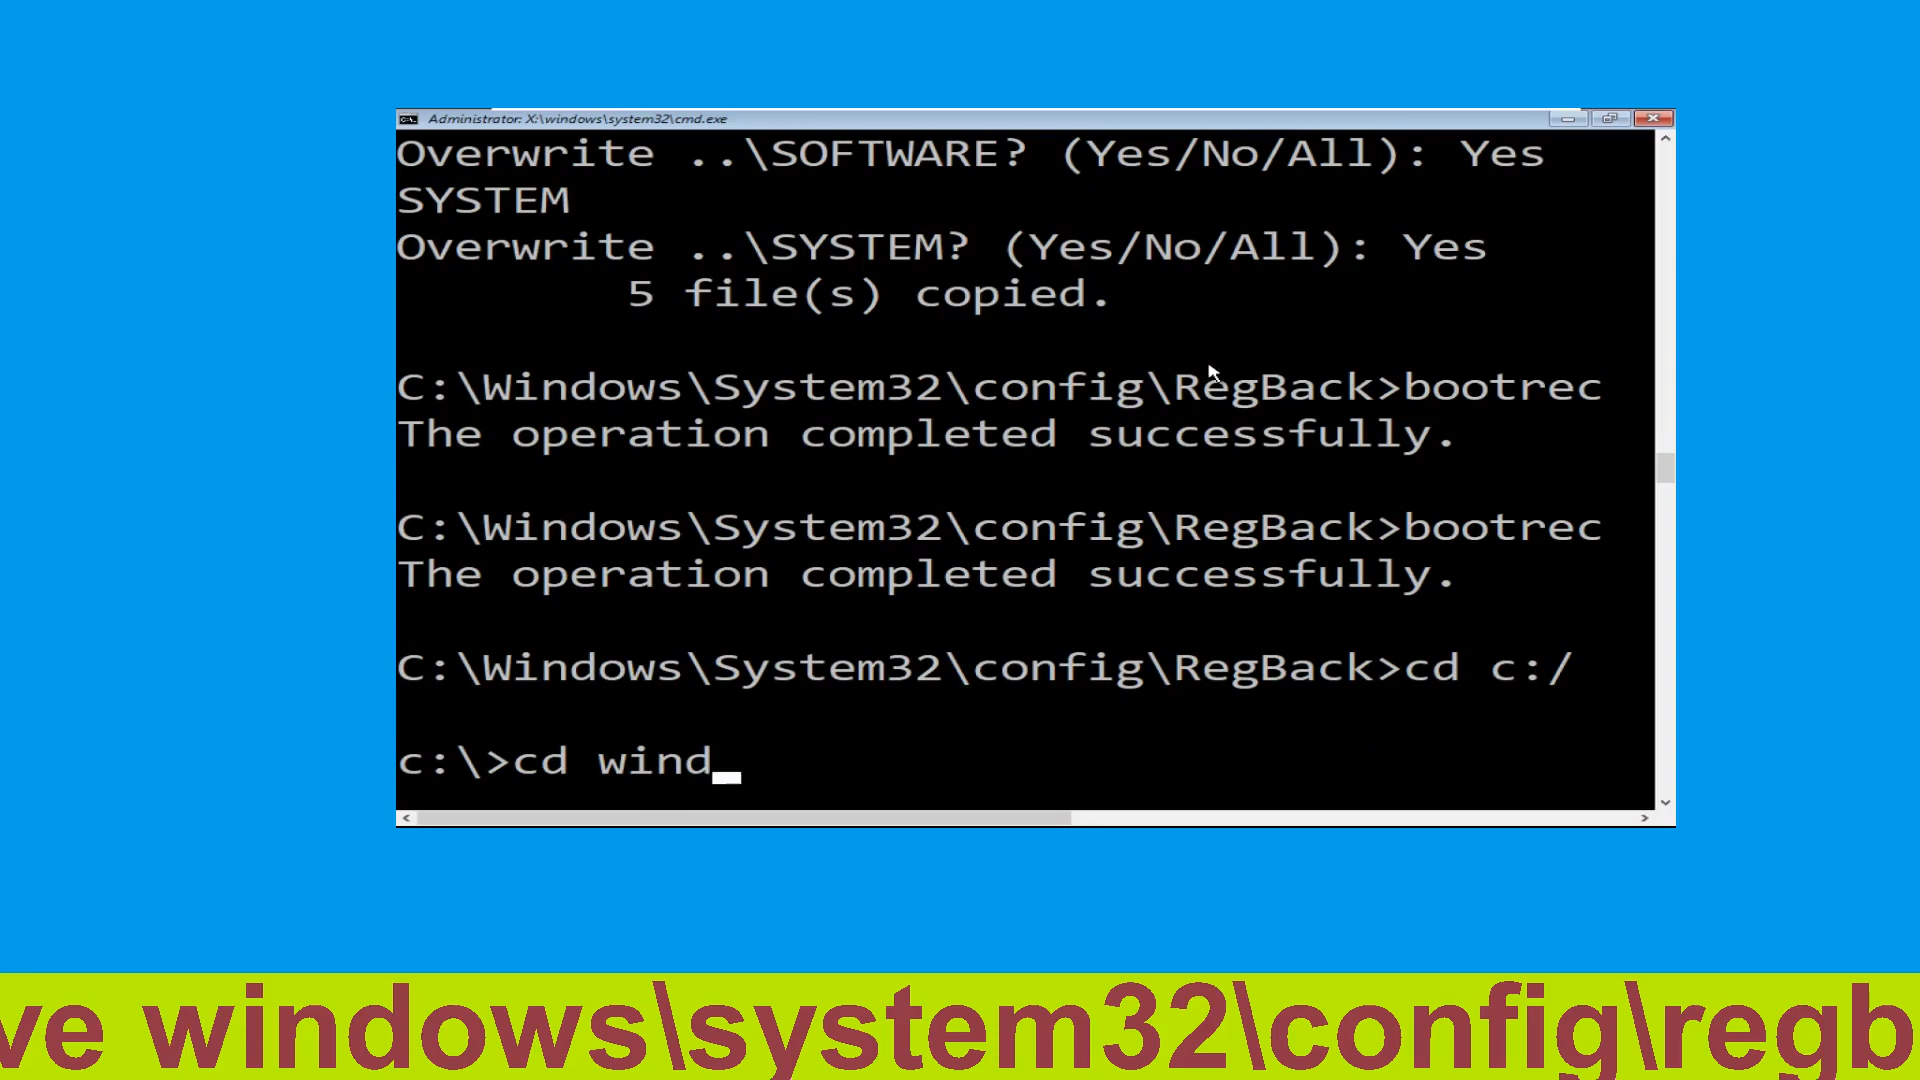 Administrator: X:\windows\system32\cmd.exe
Overwrite ..\SOFTWARE? (Yes/No/All): Yes
SYSTEM
Overwrite ..\SYSTEM? (Yes/No/All): Yes
5 file(s) copied.
C:\Windows\System32\config\RegBack>bootrec
The operation completed successfully.
C:\Windows\System32\config\RegBack>bootrec
The operation completed successfully.
C:\Windows\System32\config\RegBack>cd c:/
c:\>cd wind_
ve windows\system32\config\regb